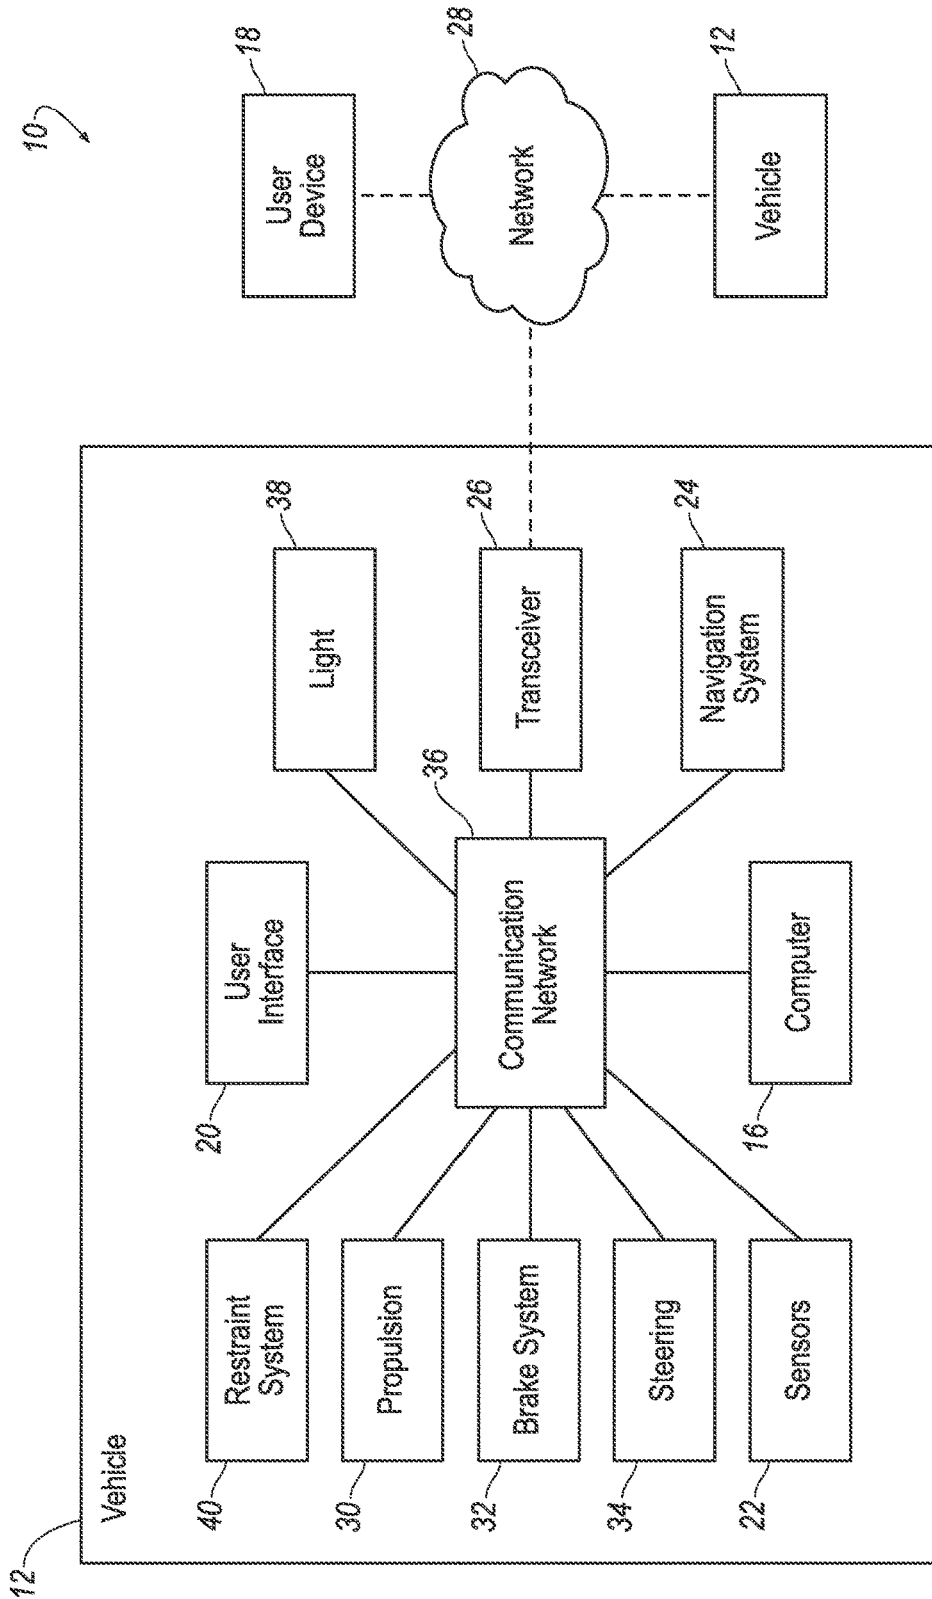 10
12
Vehicle
40
Restraint
System
30
Propulsion
32
Brake System
34
Steering
22
Sensors
20
User
Interface
36
Communication
Network
16
Computer
38
Light
26
Transceiver
24
Navigation
System
18
User
Device
28
Network
12
Vehicle